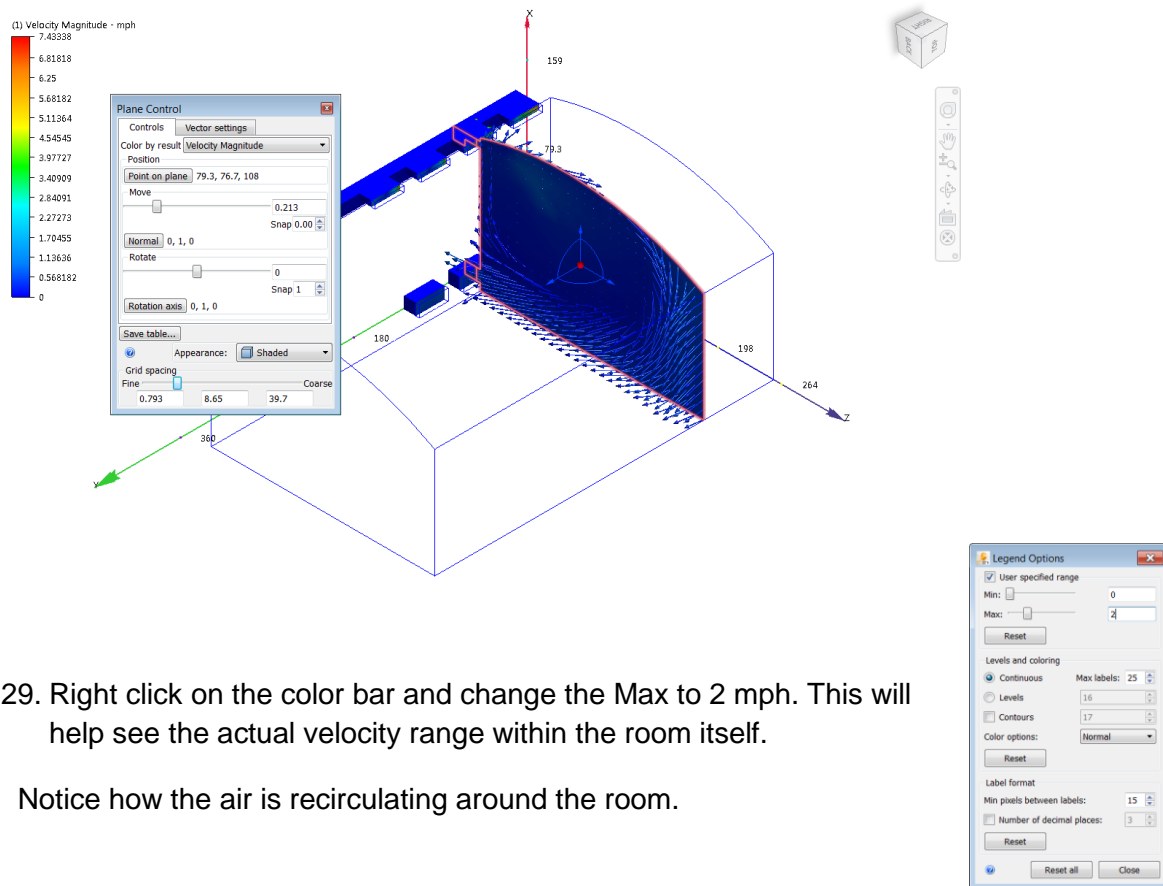 (1) Velocity Magnitude - mph
7.43338
6.81818
6.25
5.68182
5.11364
4.54545
3.97727
3.40909
2.84091
2.27273
1.70455
1.13636
0.568182
0
Plane Control
Controls Vector settings
Color by result Velocity Magnitude
Position
Point on plane 79.3, 76.7, 108
Move
0.213
Snap 0.00
Normal 0, 1, 0
Rotate
0
Snap 1
Rotation axis 0, 1, 0
Save table...
Appearance: Shaded
Grid spacing
Fine Coarse
0.793 8.65 39.7
X
159
79.3
180
198
264
Z
360
Y
RIGHT
BACK
Legend Options
User specified range
Min: 0
Max: 2
Reset
Levels and coloring
Continuous Max labels: 25
Levels 16
Contours 17
Color options: Normal
Reset
Label format
Min pixels between labels: 15
Number of decimal places: 3
Reset
Reset all Close
29. Right click on the color bar and change the Max to 2 mph. This will
help see the actual velocity range within the room itself.
Notice how the air is recirculating around the room.